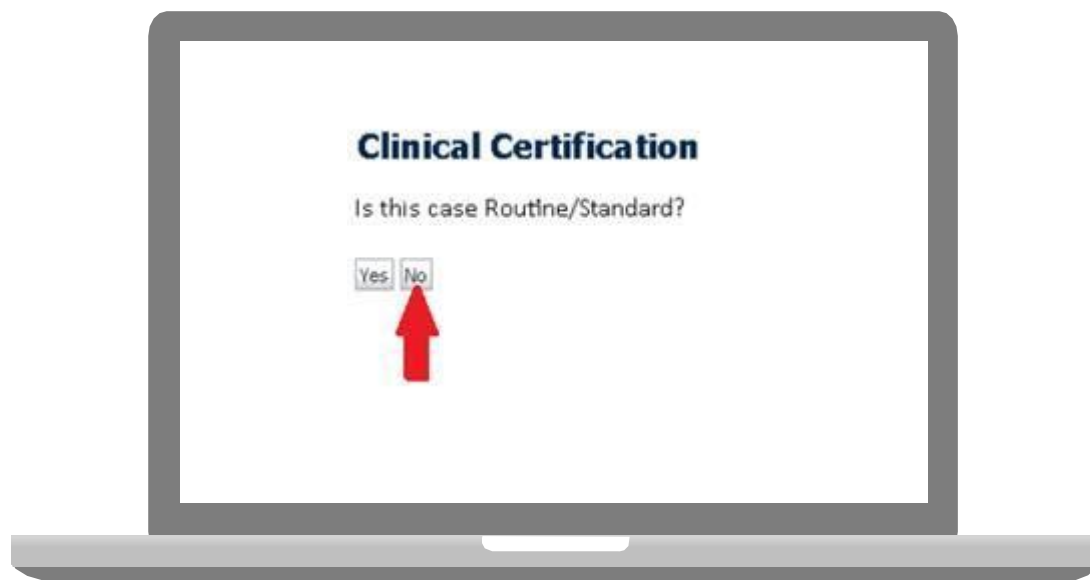 Clinical Certification
Is this case Routine/Standard?
Yes No